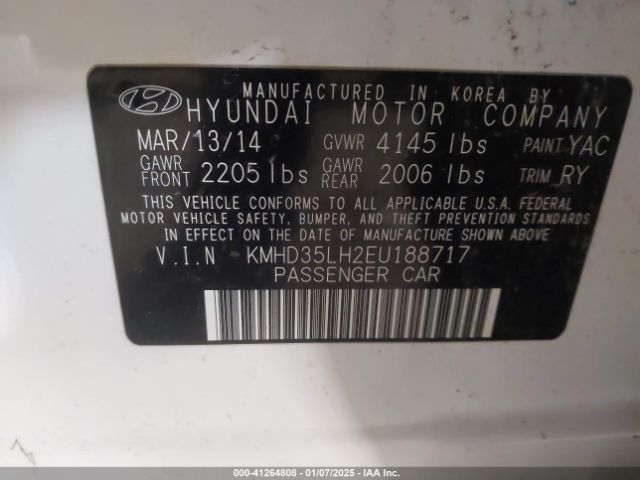 MANUFACTURED IN KOREA BY
HYUNDAI MOTOR COMPANY
MAR/13/14 GVWR 4145 lbs PAINT YAC
GAWR FRONT 2205 lbs GAWR REAR 2006 lbs TRIM RY
THIS VEHICLE CONFORMS TO ALL APPLICABLE U.S.A. FEDERAL
MOTOR VEHICLE SAFETY, BUMPER, AND THEFT PREVENTION STANDARDS
IN EFFECT ON THE DATE OF MANUFACTURE SHOWN ABOVE
V.I.N KMHD35LH2EU188717
PASSENGER CAR
000-41264808 - 01/07/2025 - IAAI.CA